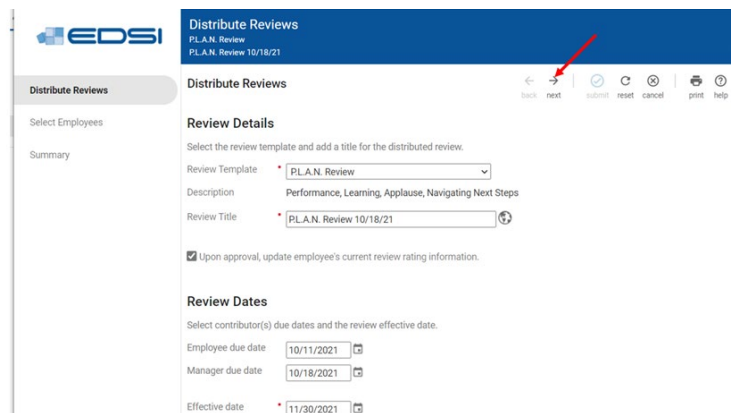 EDSI
Distribute Reviews
P.L.A.N. Review
P.L.A.N. Review 10/18/21
Distribute Reviews
Select Employees
Summary
Distribute Reviews
back next submit reset cancel print help
Review Details
Select the review template and add a title for the distributed review.
Review Template * P.L.A.N. Review
Description Performance, Learning, Applause, Navigating Next Steps
Review Title * P.L.A.N. Review 10/18/21
Upon approval, update employee's current review rating information.
Review Dates
Select contributor(s) due dates and the review effective date.
Employee due date 10/11/2021
Manager due date 10/18/2021
Effective date * 11/30/2021